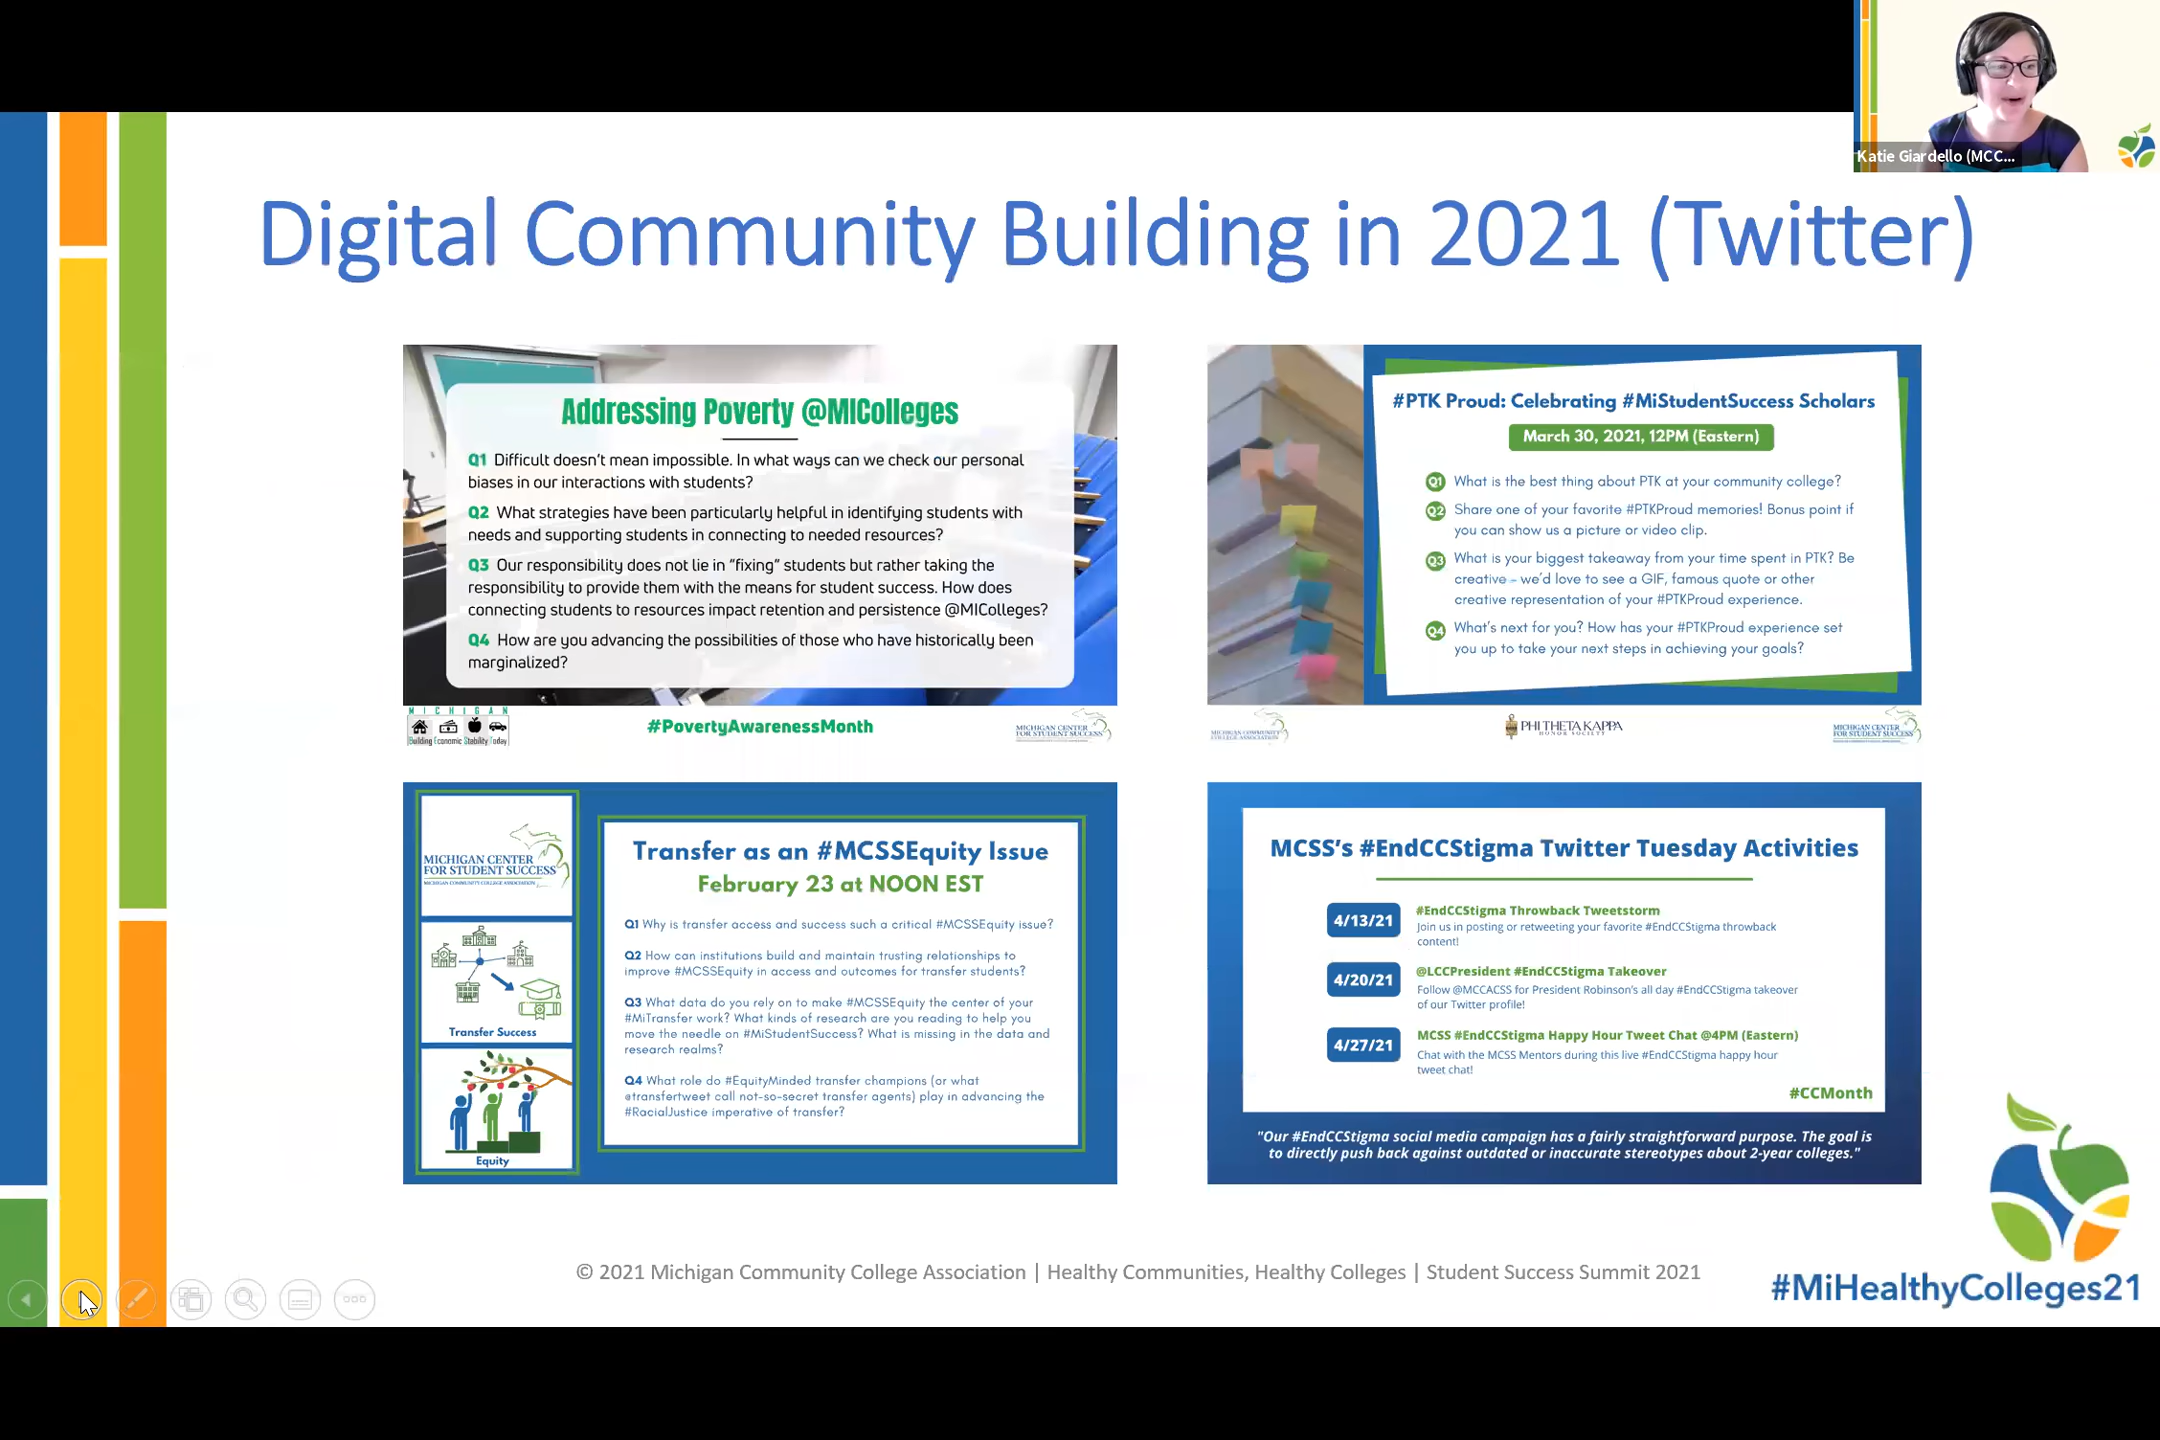 Katie Giardello (MCC...
Digital Community Building in 2021 (Twitter)
Addressing Poverty @MIColleges
Q1 Difficult doesn't mean impossible. In what ways can we check our personal
biases in our interactions with students?
Q2 What strategies have been particularly helpful in identifying students with
needs and supporting students in connecting to needed resources?
Q3 Our responsibility does not lie in "fixing" students but rather taking the
responsibility to provide them with the means for student success. How does
connecting students to resources impact retention and persistence @MIColleges?
Q4 How are you advancing the possibilities of those who have historically been
marginalized?
MICHIGAN
Building Economic Stability Today
#PovertyAwarenessMonth
MICHIGAN CENTER
FOR STUDENT SUCCESS
#PTK Proud: Celebrating #MiStudentSuccess Scholars
March 30, 2021, 12PM (Eastern)
Q1 What is the best thing about PTK at your community college?
Q2 Share one of your favorite #PTKProud memories! Bonus point if
you can show us a picture or video clip.
Q3 What is your biggest takeaway from your time spent in PTK? Be
creative - we'd love to see a GIF, famous quote or other
creative representation of your #PTKProud experience.
Q4 What's next for you? How has your #PTKProud experience set
you up to take your next steps in achieving your goals?
MICHIGAN COMMUNITY
COLLEGE ASSOCIATION
PHI THETA KAPPA
HONOR SOCIETY
MICHIGAN CENTER
FOR STUDENT SUCCESS
MICHIGAN CENTER
FOR STUDENT SUCCESS
MICHIGAN COMMUNITY COLLEGE ASSOCIATION
Transfer Success
Equity
Transfer as an #MCSSEquity Issue
February 23 at NOON EST
Q1 Why is transfer access and success such a critical #MCSSEquity issue?
Q2 How can institutions build and maintain trusting relationships to
improve #MCSSEquity in access and outcomes for transfer students?
Q3 What data do you rely on to make #MCSSEquity the center of your
#MiTransfer work? What kinds of research are you reading to help you
move the needle on #MiStudentSuccess? What is missing in the data and
research realms?
Q4 What role do #EquityMinded transfer champions (or what
@transfertweet call not-so-secret transfer agents) play in advancing the
#RacialJustice imperative of transfer?
MCSS's #EndCCStigma Twitter Tuesday Activities
4/13/21
#EndCCStigma Throwback Tweetstorm
Join us in posting or retweeting your favorite #EndCCStigma throwback
content!
4/20/21
@LCCPresident #EndCCStigma Takeover
Follow @MCCACSS for President Robinson's all day #EndCCStigma takeover
of our Twitter profile!
4/27/21
MCSS #EndCCStigma Happy Hour Tweet Chat @4PM (Eastern)
Chat with the MCSS Mentors during this live #EndCCStigma happy hour
tweet chat!
#CCMonth
"Our #EndCCStigma social media campaign has a fairly straightforward purpose. The goal is
to directly push back against outdated or inaccurate stereotypes about 2-year colleges."
© 2021 Michigan Community College Association | Healthy Communities, Healthy Colleges | Student Success Summit 2021
#MiHealthyColleges21